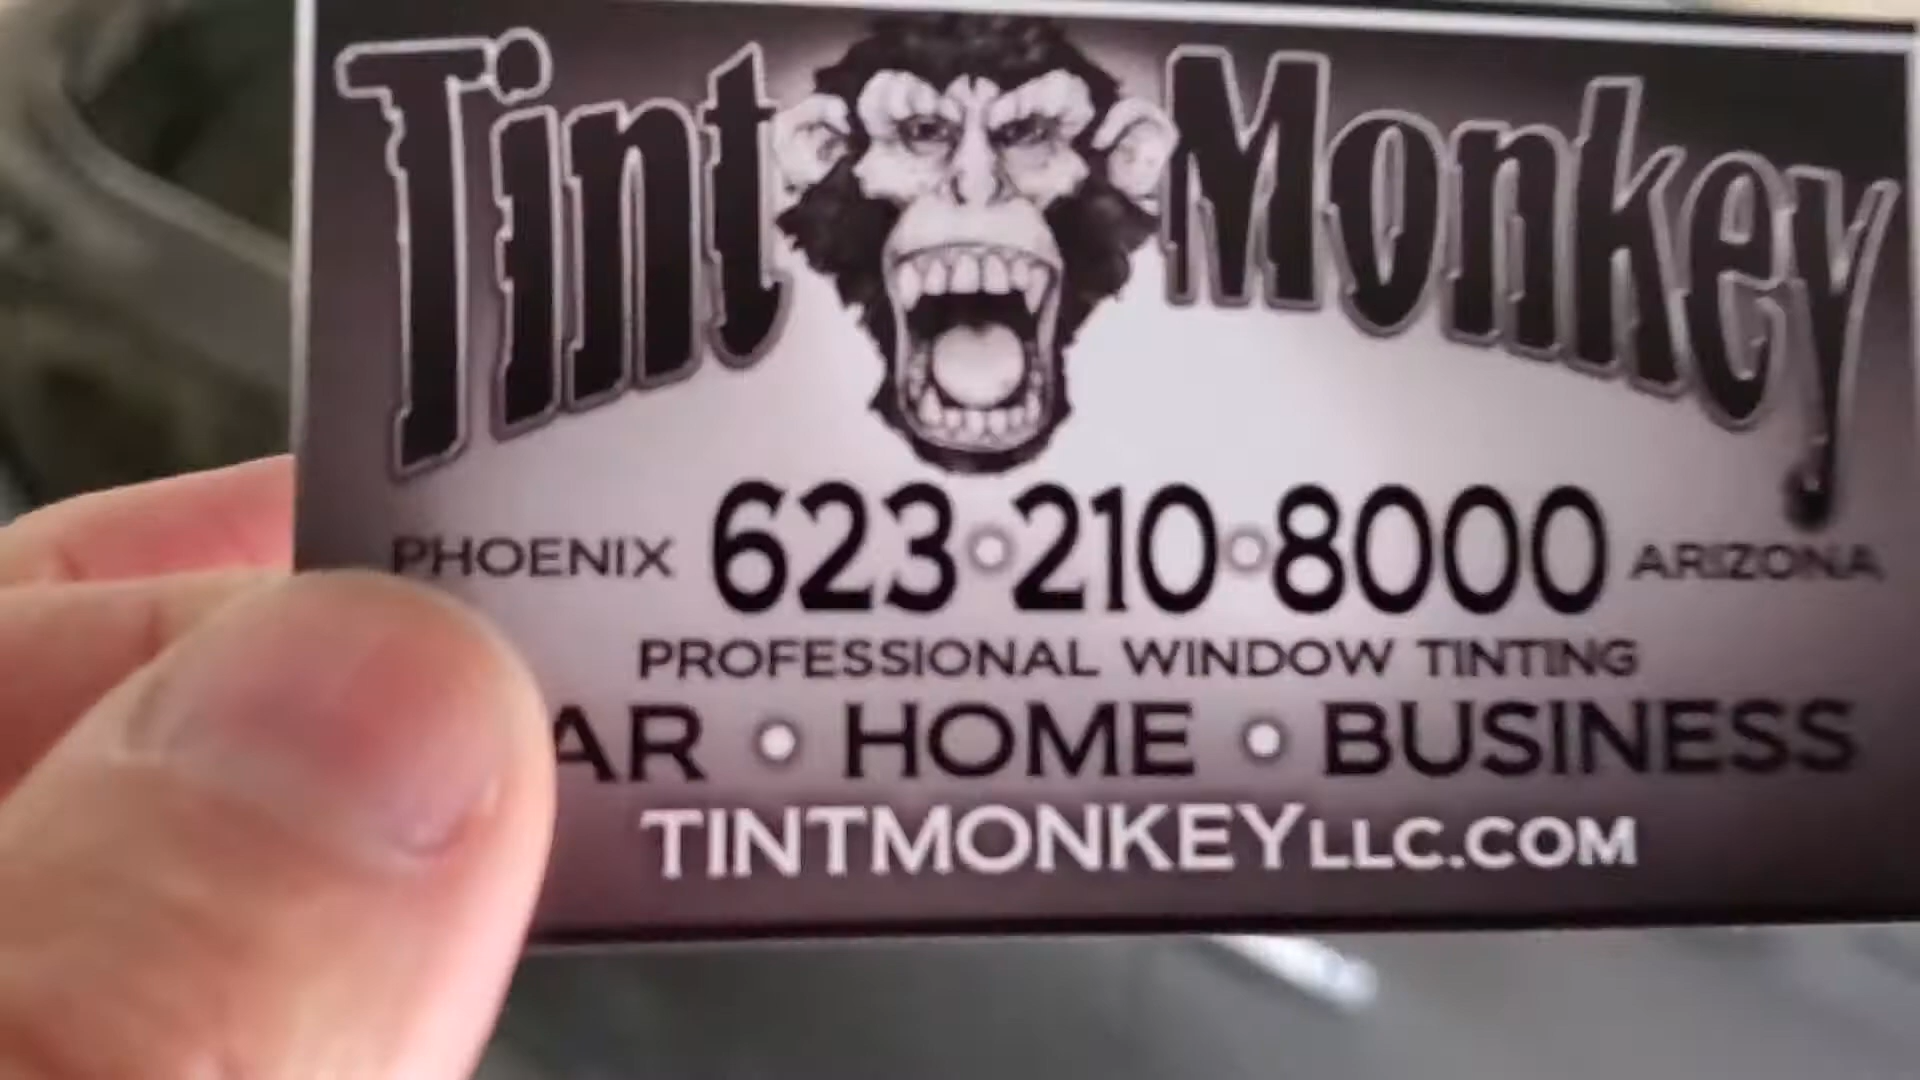 Tint Monkey
PHOENIX 623•210•8000 ARIZONA
PROFESSIONAL WINDOW TINTING
AR • HOME • BUSINESS
TINTMONKEYLLC.COM